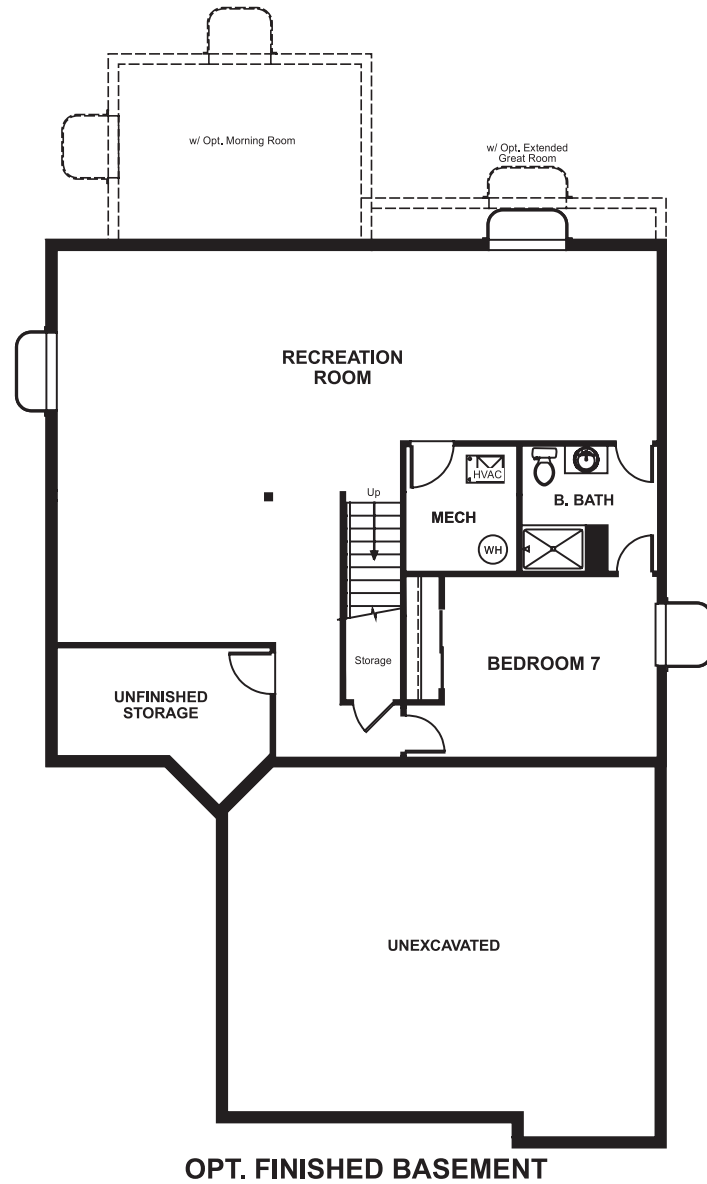 w/ Opt. Morning Room
w/ Opt. Extended
Great Room
RECREATION
ROOM
HVAC
Up
B. BATH
MECH
WH
Storage
BEDROOM 7
UNFINISHED
STORAGE
UNEXCAVATED
OPT. FINISHED BASEMENT